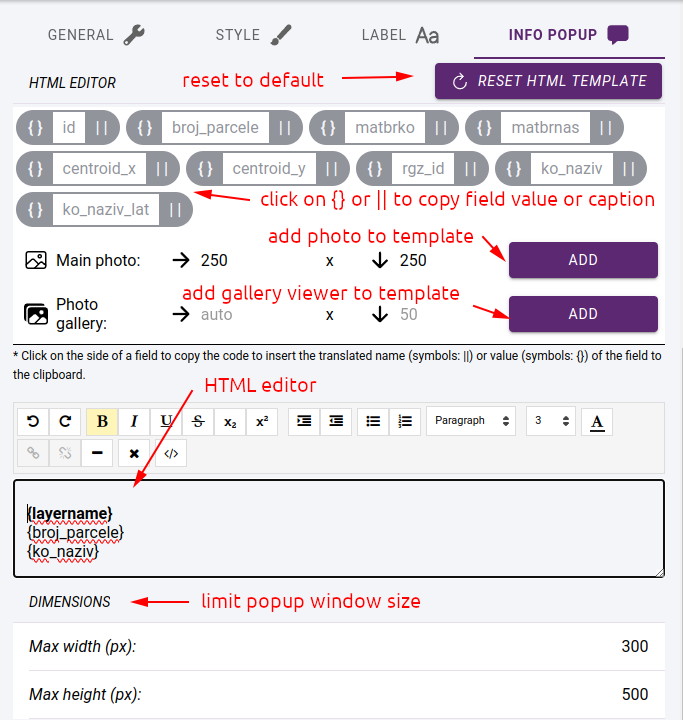 GENERAL STYLE LABEL Aa INFO POPUP
HTML EDITOR reset to default RESET HTML TEMPLATE
{} id || {} broj_parcele || {} matbrko || {} matbrnas ||
{} centroid_x || {} centroid_y || {} rgz_id || {} ko_naziv ||
{} ko_naziv_lat || click on {} or || to copy field value or caption
add photo to template
Main photo: → 250 x ↓ 250 ADD
add gallery viewer to template
Photo gallery: → auto x ↓ 50 ADD
* Click on the side of a field to copy the code to insert the translated name (symbols: ||) or value (symbols: {}) of the field to
the clipboard.
HTML editor
B I U S x₂ x² Paragraph 3 A
</>
{layername}
{broj_parcele}
{ko_naziv}
DIMENSIONS limit popup window size
Max width (px): 300
Max height (px): 500